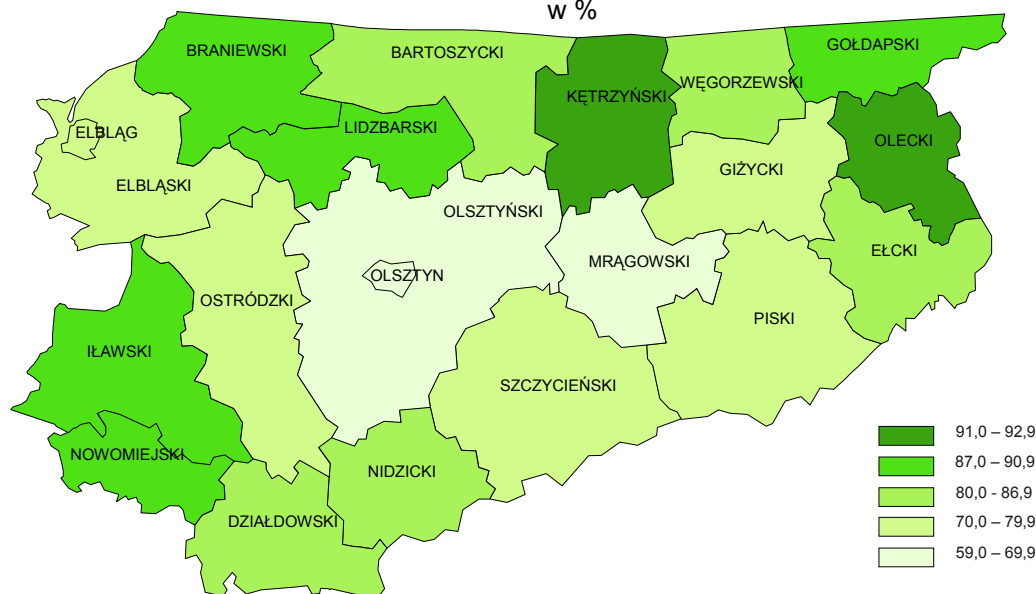 w %
BRANIEWSKI
BARTOSZYCKI
GOŁDAPSKI
WĘGORZEWSKI
KĘTRZYŃSKI
LIDZBARSKI
ELBLĄG
OLECKI
GIŻYCKI
ELBLĄSKI
OLSZTYŃSKI
EŁCKI
MRĄGOWSKI
OLSZTYN
OSTRÓDZKI
PISKI
IŁAWSKI
SZCZYCIEŃSKI
NOWOMIEJSKI
NIDZICKI
DZIAŁDOWSKI
91,0 – 92,9
87,0 – 90,9
80,0 - 86,9
70,0 – 79,9
59,0 – 69,9